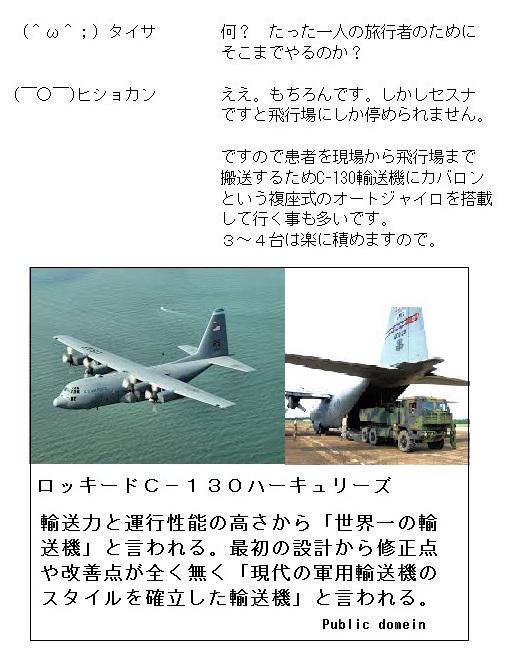 (＾ω＾；) タイサ　何？　たった一人の旅行者のために
そこまでやるのか？
(￣〇￣)ヒショカン　ええ。もちろんです。しかしセスナ
ですと飛行場にしか停められません。
ですので患者を現場から飛行場まで
搬送するためC-130輸送機にカバロン
という複座式のオートジャイロを搭載
して行く事も多いです。
３～４台は楽に積めますので。
ロッキードＣ－１３０ハーキュリーズ
輸送力と運行性能の高さから「世界一の輸
送機」と言われる。最初の設計から修正点
や改善点が全く無く「現代の軍用輸送機の
スタイルを確立した輸送機」と言われる。
Public domein